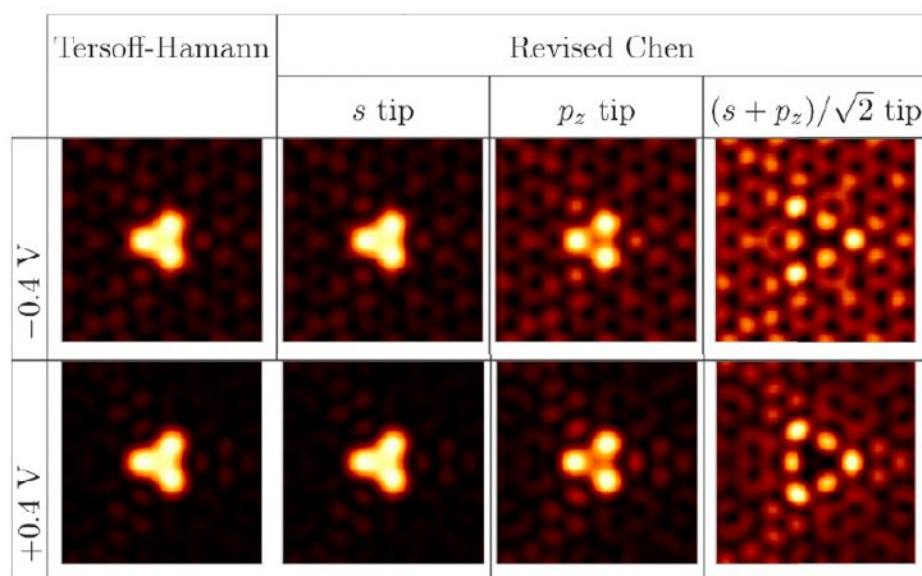 Tersoff-Hamann
Revised Chen
s tip
p_z tip
(s + p_z)/√2 tip
−0.4 V
+0.4 V